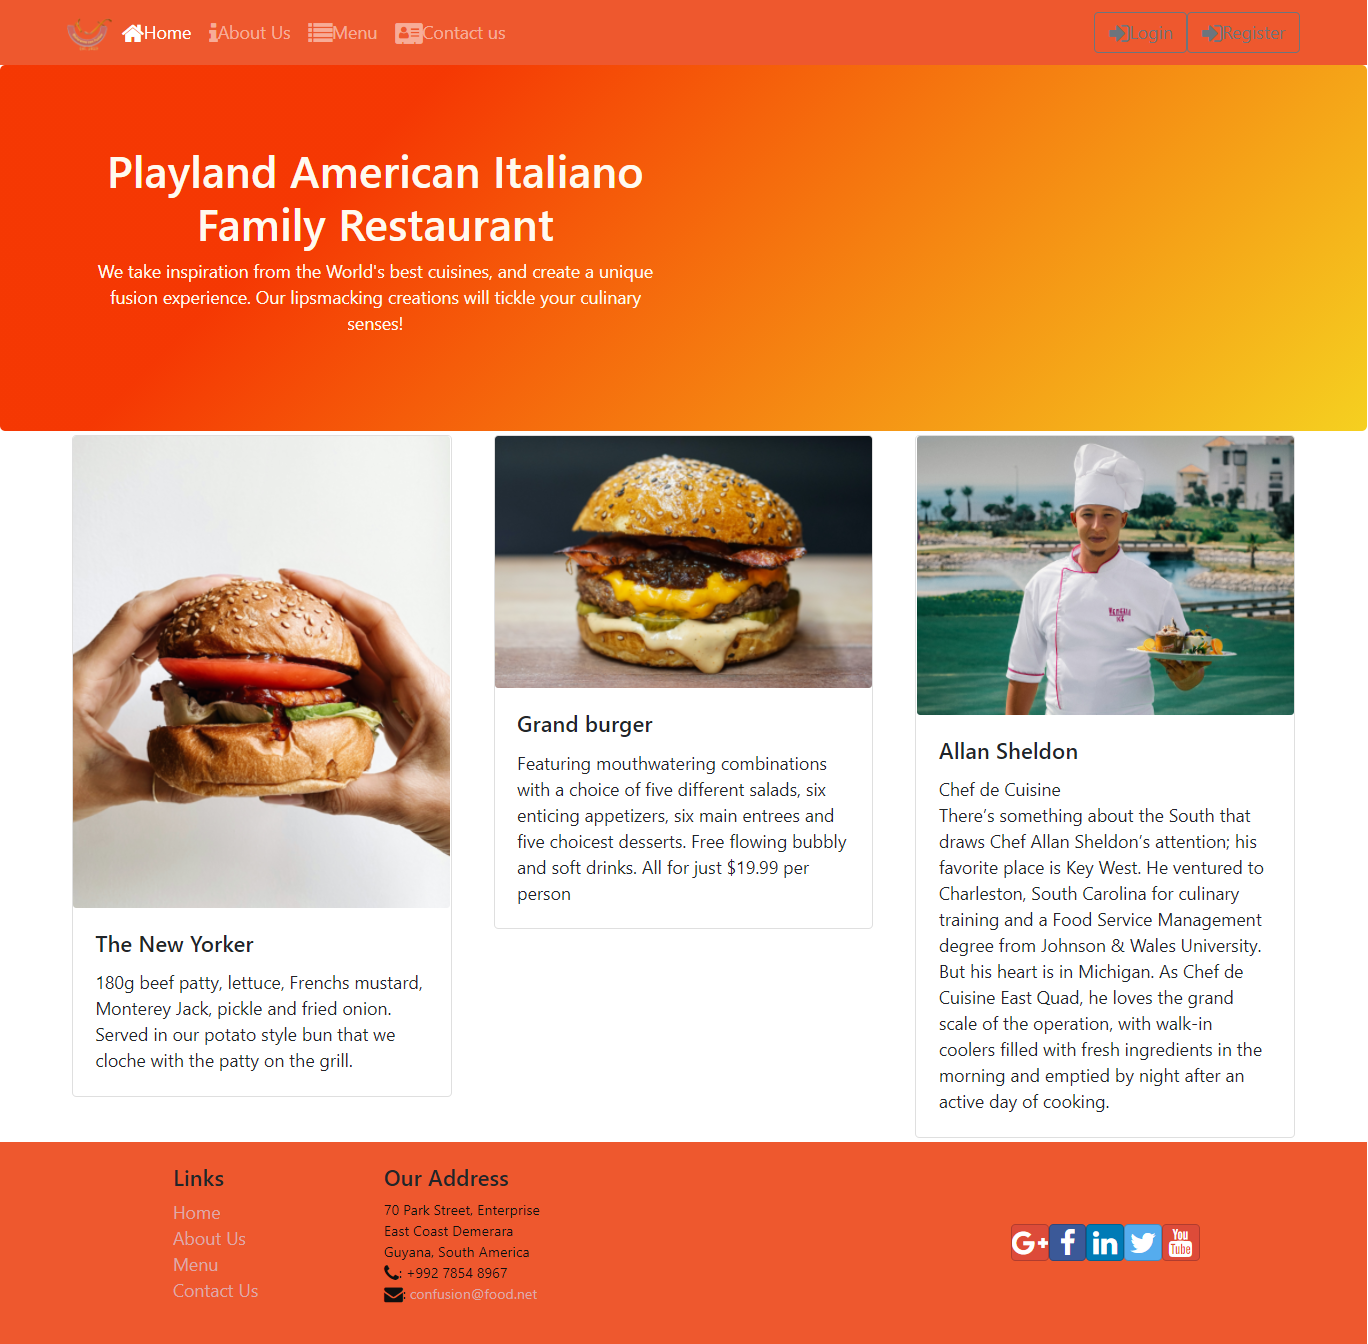 Home About Us Menu Contact us Login Register
Playland American Italiano
Family Restaurant
We take inspiration from the World's best cuisines, and create a unique
fusion experience. Our lipsmacking creations will tickle your culinary
senses!
The New Yorker
180g beef patty, lettuce, Frenchs mustard,
Monterey Jack, pickle and fried onion.
Served in our potato style bun that we
cloche with the patty on the grill.
Grand burger
Featuring mouthwatering combinations
with a choice of five different salads, six
enticing appetizers, six main entrees and
five choicest desserts. Free flowing bubbly
and soft drinks. All for just $19.99 per
person
Allan Sheldon
Chef de Cuisine
There’s something about the South that
draws Chef Allan Sheldon’s attention; his
favorite place is Key West. He ventured to
Charleston, South Carolina for culinary
training and a Food Service Management
degree from Johnson & Wales University.
But his heart is in Michigan. As Chef de
Cuisine East Quad, he loves the grand
scale of the operation, with walk-in
coolers filled with fresh ingredients in the
morning and emptied by night after an
active day of cooking.
Links
Home
About Us
Menu
Contact Us
Our Address
70 Park Street, Enterprise
East Coast Demerara
Guyana, South America
: +992 7854 8967
: confusion@food.net
G+ f in You
Tube